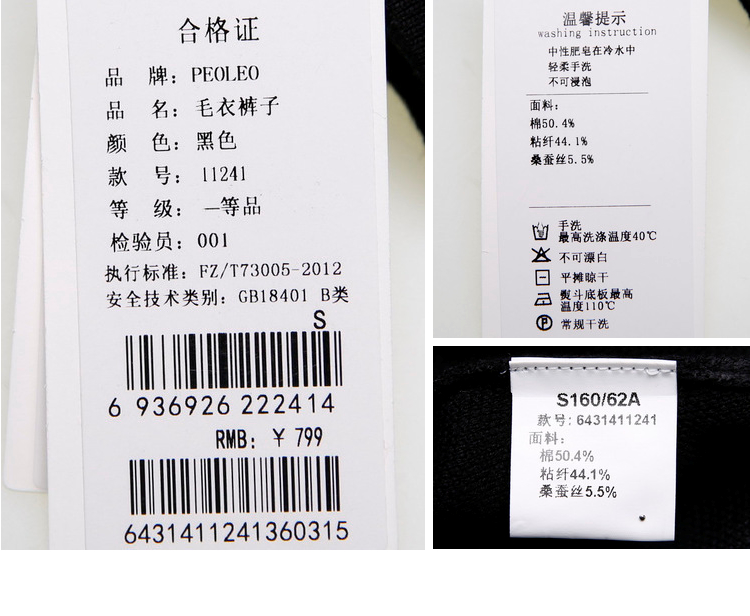 合格证
品 牌: PEOLEO
品 名: 毛衣裤子
颜 色: 黑色
款 号: 11241
等 级: 一等品
检验员: 001
执行标准: FZ/T73005-2012
安全技术类别: GB18401 B类
S
6 936926 222414
RMB: ¥ 799
6431411241360315
温馨提示
washing instruction
中性肥皂在冷水中
轻柔手洗
不可浸泡
面料:
棉50.4%
粘纤44.1%
桑蚕丝5.5%
手洗
最高洗涤温度40℃
不可漂白
平摊晾干
熨斗底板最高
温度110℃
常规干洗
S160/62A
款号: 6431411241
面料:
棉50.4%
粘纤44.1%
桑蚕丝5.5%